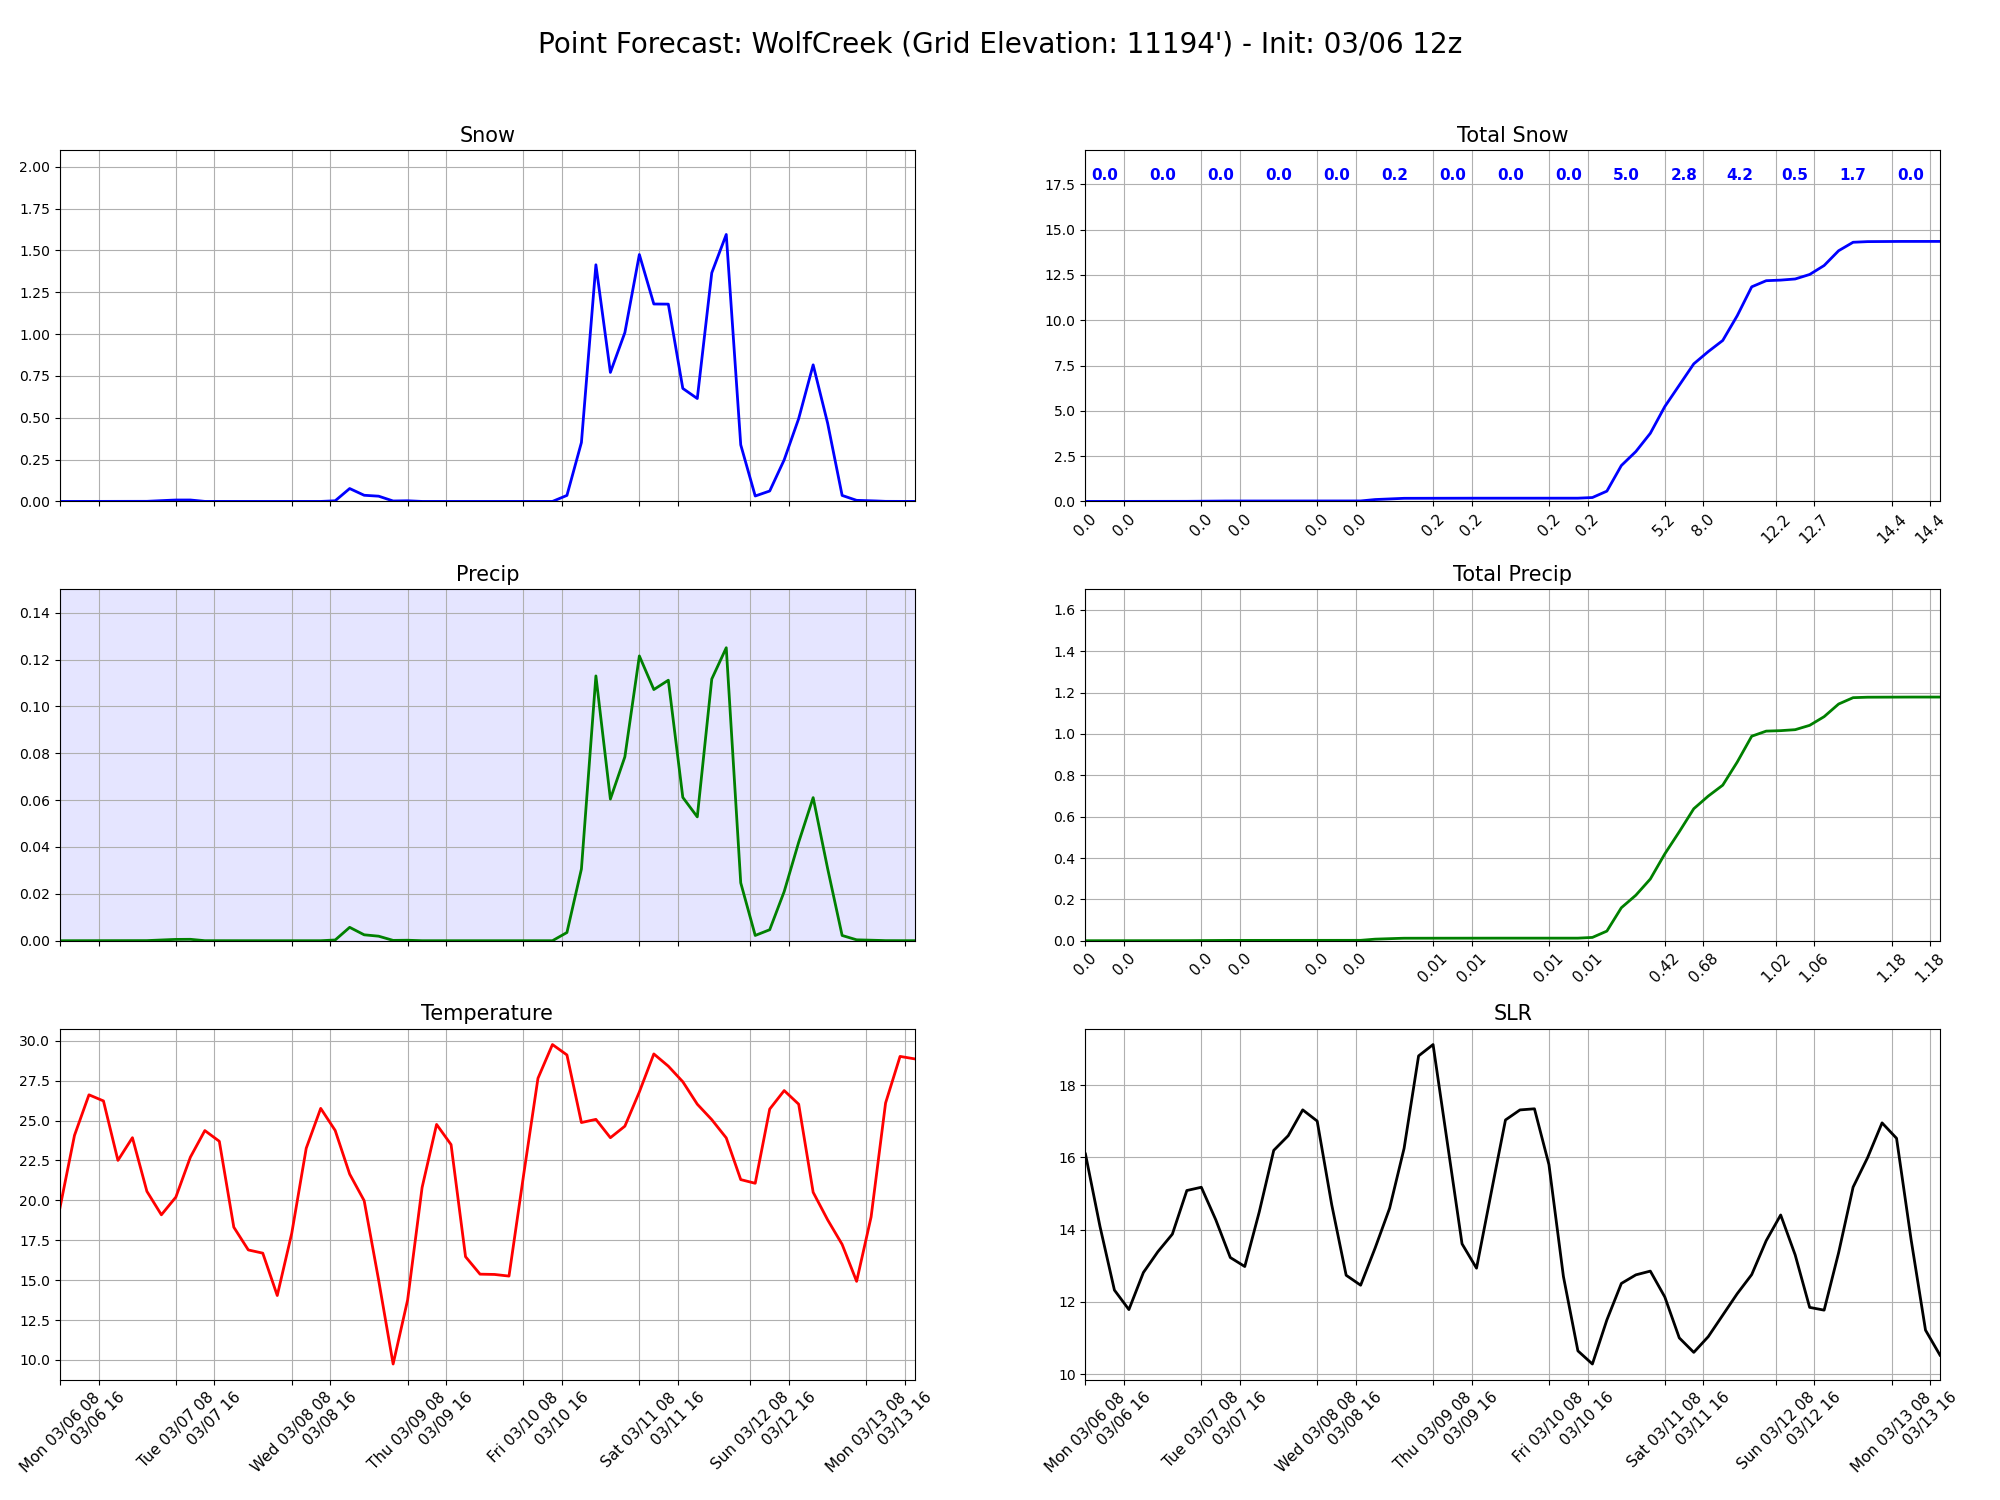 Point Forecast: WolfCreek (Grid Elevation: 11194') - Init: 03/06 12z
Snow
2.00
1.75
1.50
1.25
1.00
0.75
0.50
0.25
0.00
Total Snow
0.0 0.0 0.0 0.0 0.0 0.2 0.0 0.0 0.0 5.0 2.8 4.2 0.5 1.7 0.0
17.5
15.0
12.5
10.0
7.5
5.0
2.5
0.0
0.0 0.0 0.0 0.0 0.0 0.0 0.2 0.2 0.2 0.2 5.2 8.0 12.2 12.7 14.4 14.4
Precip
0.14
0.12
0.10
0.08
0.06
0.04
0.02
0.00
Total Precip
1.6
1.4
1.2
1.0
0.8
0.6
0.4
0.2
0.0
0.0 0.0 0.0 0.0 0.0 0.0 0.01 0.01 0.01 0.01 0.42 0.68 1.02 1.06 1.18 1.18
Temperature
30.0
27.5
25.0
22.5
20.0
17.5
15.0
12.5
10.0
Mon 03/06 08
03/06 16
Tue 03/07 08
03/07 16
Wed 03/08 08
03/08 16
Thu 03/09 08
03/09 16
Fri 03/10 08
03/10 16
Sat 03/11 08
03/11 16
Sun 03/12 08
03/12 16
Mon 03/13 08
03/13 16
SLR
18
16
14
12
10
Mon 03/06 08
03/06 16
Tue 03/07 08
03/07 16
Wed 03/08 08
03/08 16
Thu 03/09 08
03/09 16
Fri 03/10 08
03/10 16
Sat 03/11 08
03/11 16
Sun 03/12 08
03/12 16
Mon 03/13 08
03/13 16